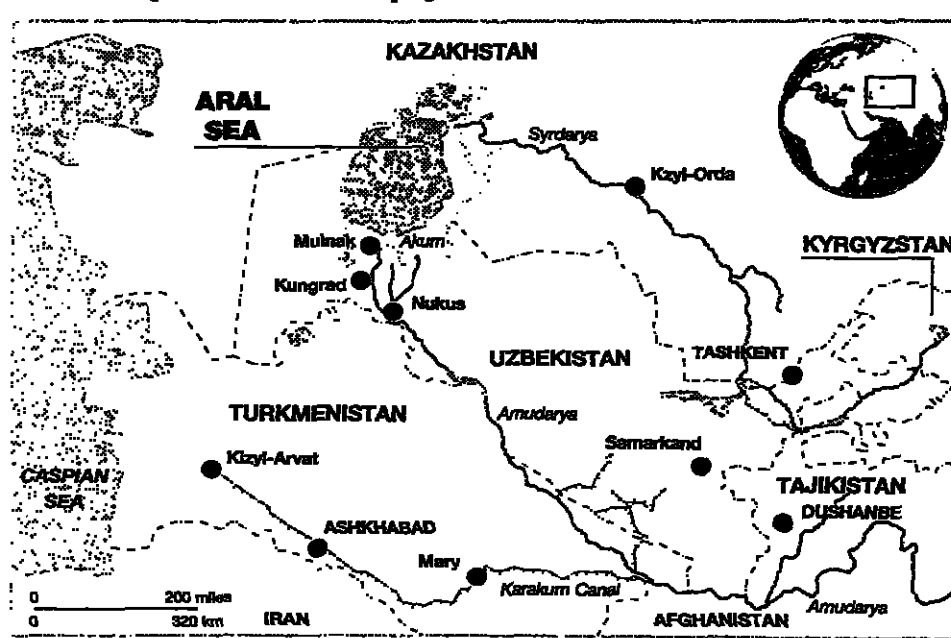 KAZAKHSTAN
ARAL
SEA
Syrdarya
Kzyl-Orda
Muinak
Akum
KYRGYZSTAN
Kungrad
Nukus
UZBEKISTAN
TASHKENT
TURKMENISTAN
Amudarya
Samarkand
Kizyl-Arvat
CASPIAN
SEA
TAJIKISTAN
DUSHANBE
ASHKHABAD
Mary
Karakum Canal
0 200 miles
0 320 km
IRAN
AFGHANISTAN
Amudarya